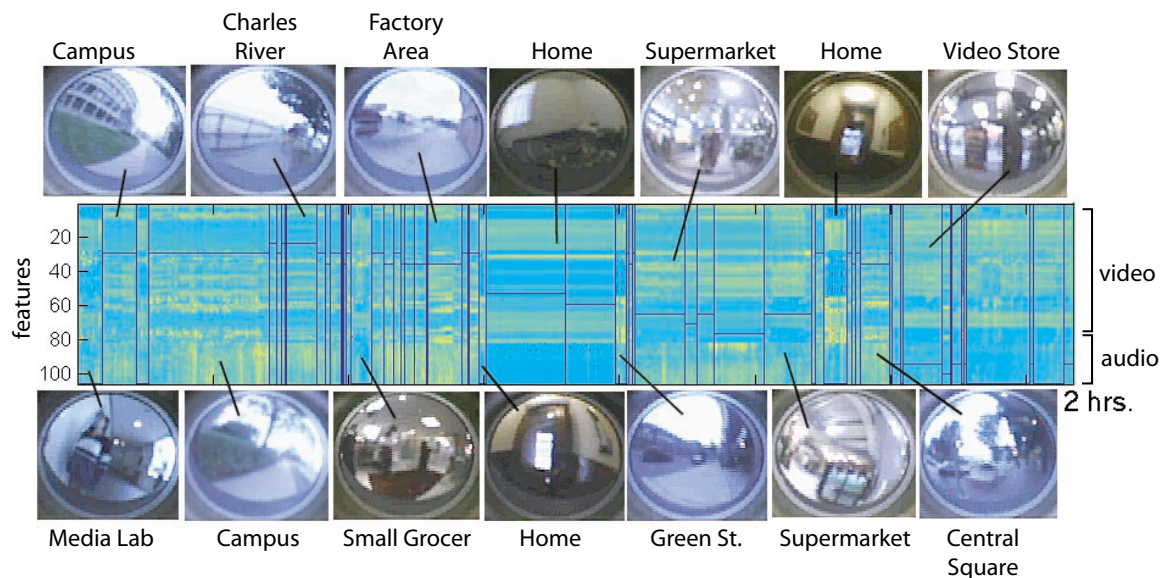 Campus
Charles
River
Factory
Area
Home
Supermarket
Home
Video Store
features
20
40
60
80
100
video
audio
2 hrs.
Media Lab
Campus
Small Grocer
Home
Green St.
Supermarket
Central
Square